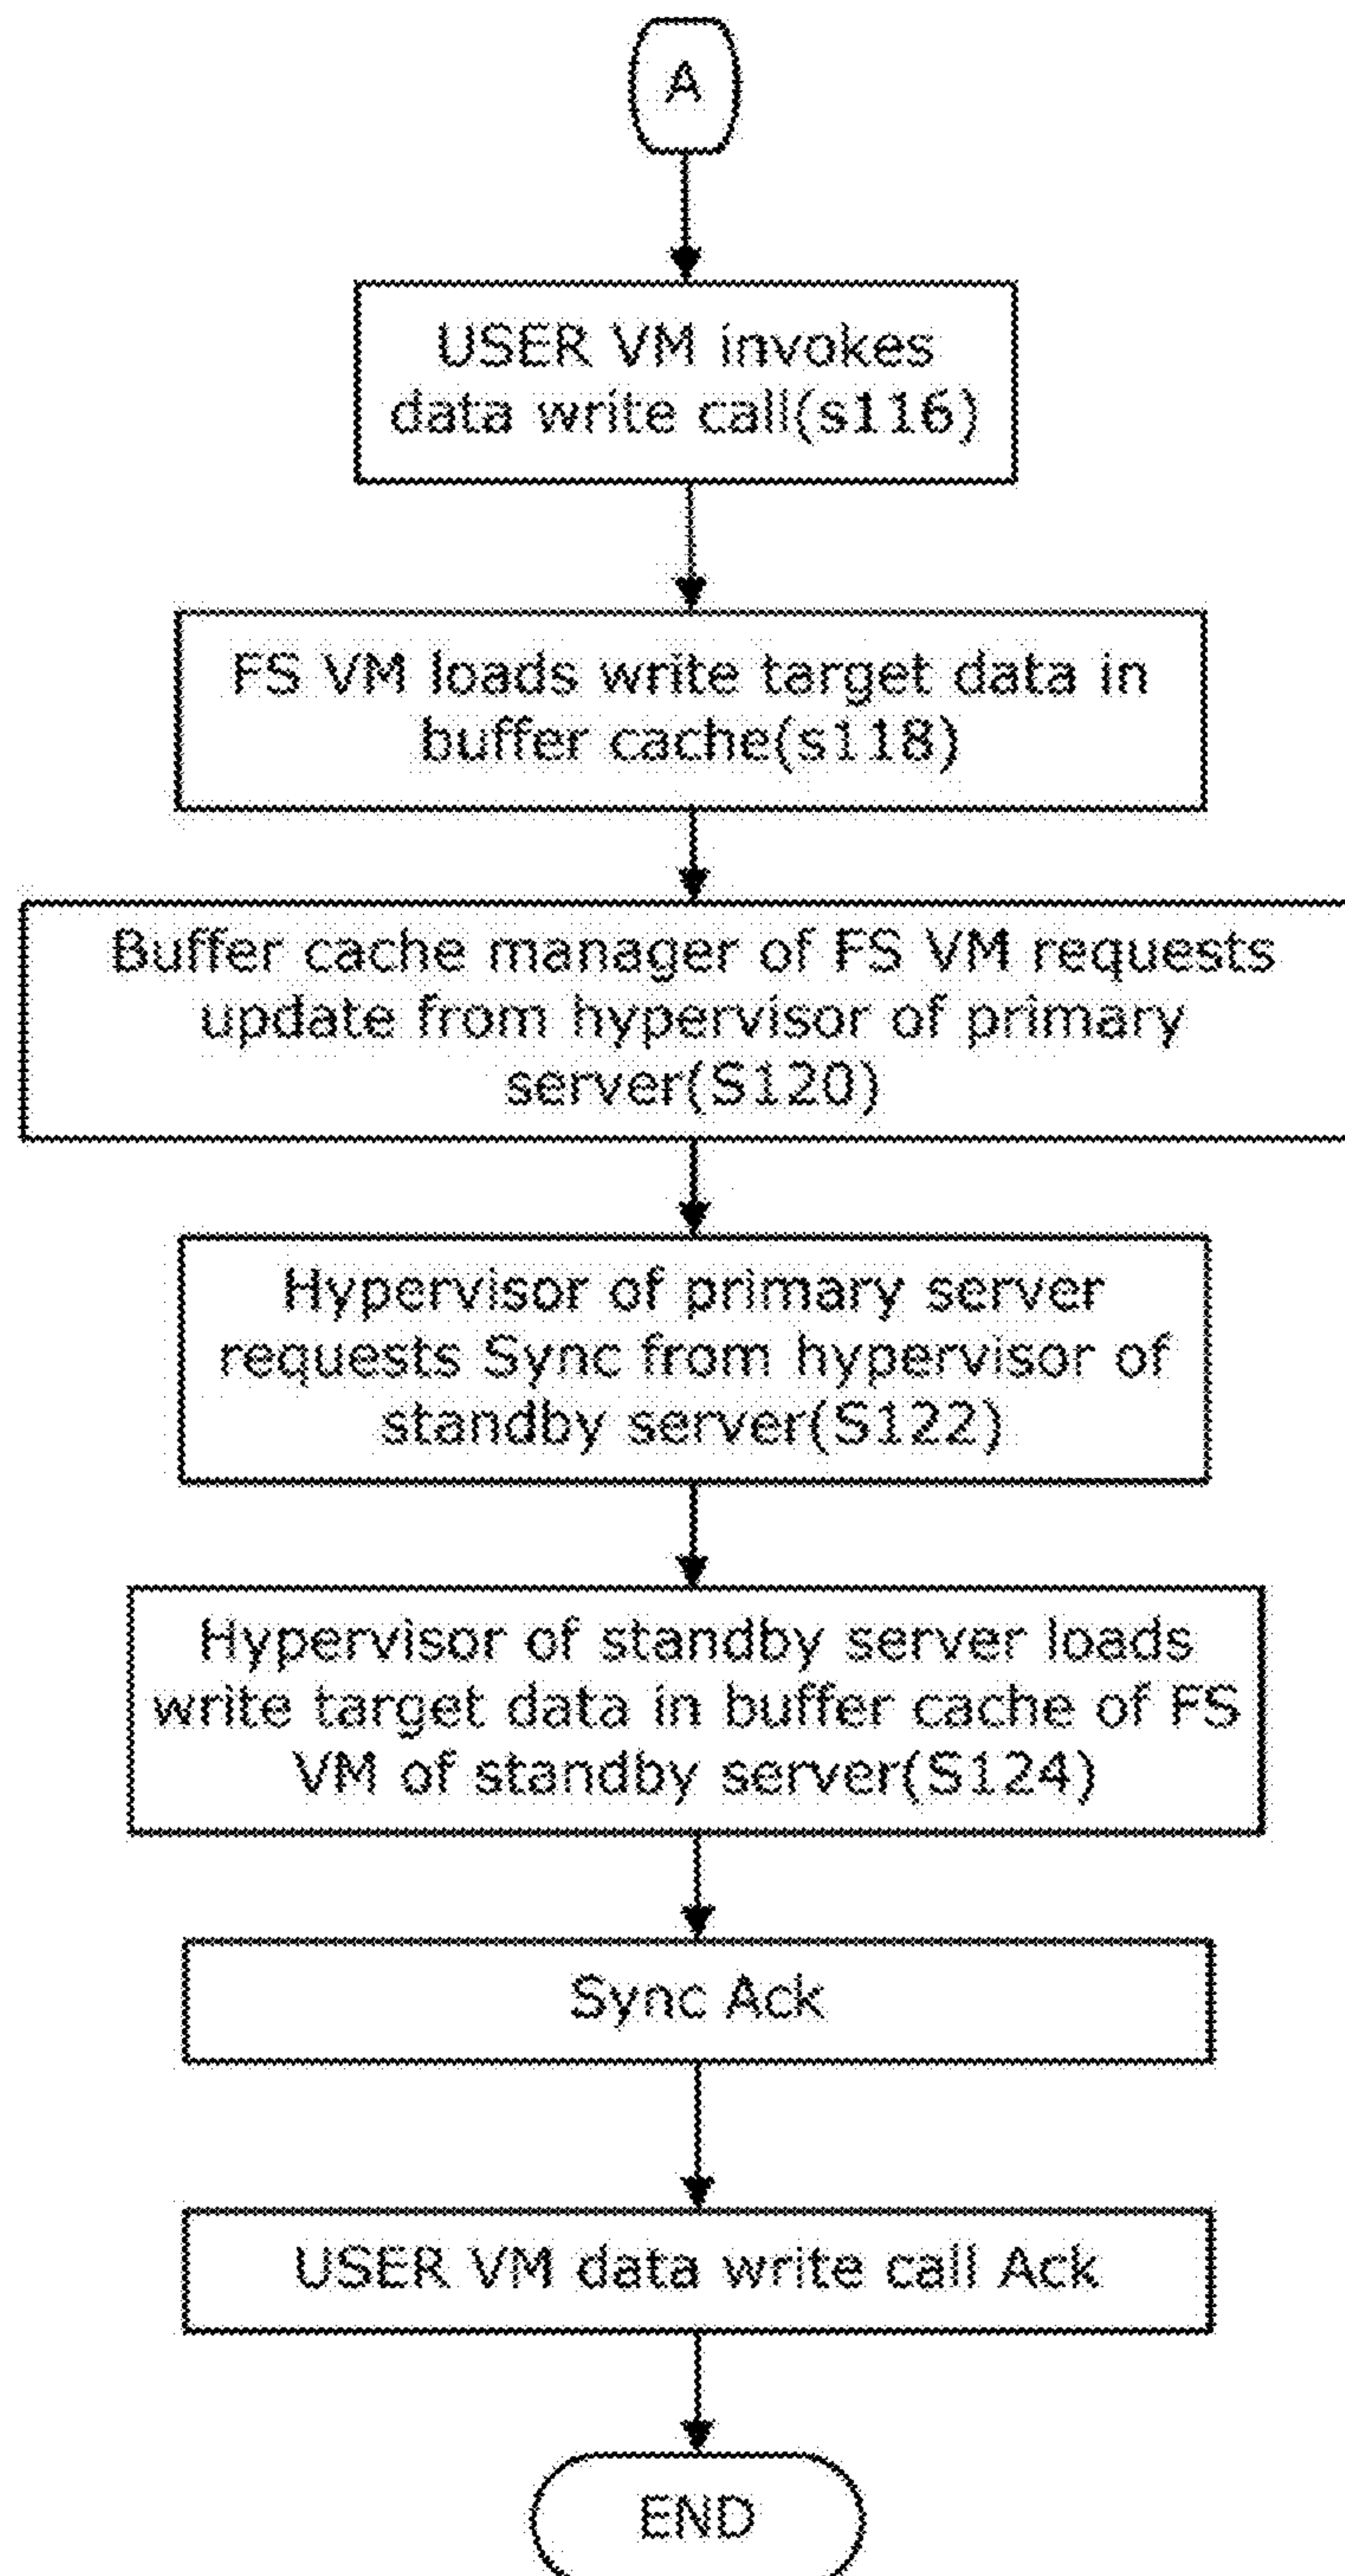 A
USER VM invokes
data write call(s116)
FS VM loads write target data in
buffer cache(s118)
Buffer cache manager of FS VM requests
update from hypervisor of primary
server(S120)
Hypervisor of primary server
requests Sync from hypervisor of
standby server(S122)
Hypervisor of standby server loads
write target data in buffer cache of FS
VM of standby server(S124)
Sync Ack
USER VM data write call Ack
END